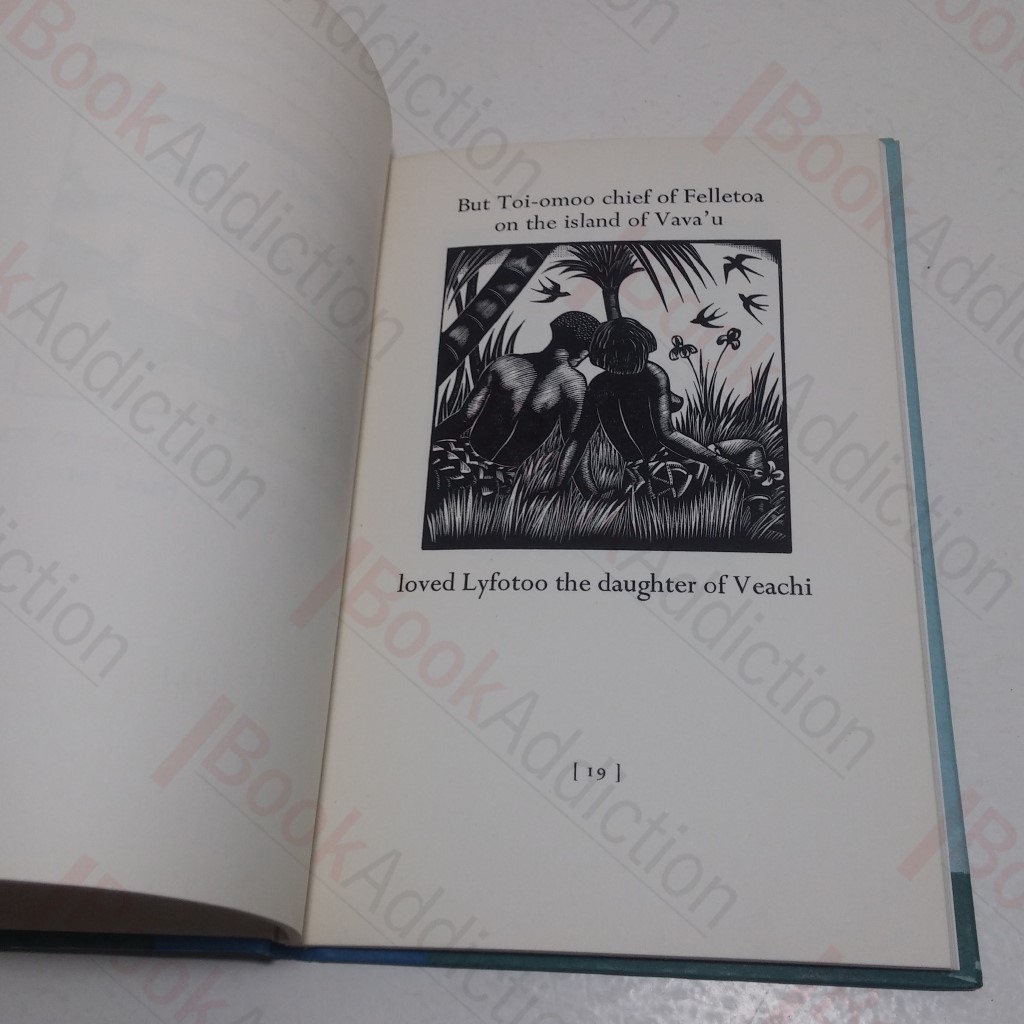 But Toi-omoo chief of Felletoa
on the island of Vava'u
loved Lyfotoo the daughter of Veachi
[ 19 ]
BookAddiction